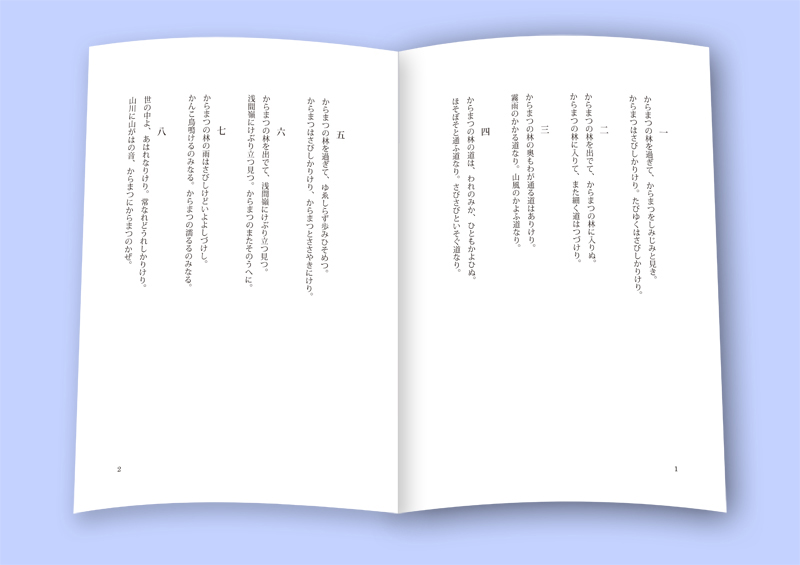 一
からまつの林を過ぎて、からまつをしみじみと見き。
からまつはさびしかりけり。たびゆくはさびしかりけり。
二
からまつの林を出でて、からまつの林に入りぬ。
からまつの林に入りて、また細く道はつづけり。
三
からまつの林の奥もわが通る道はありけり。
霧雨のかかる道なり。山風のかよふ道なり。
四
からまつの林の道は、われのみか、ひともかよひぬ。
ほそぼそと通ふ道なり。さびさびといそぐ道なり。
1
五
からまつの林を過ぎて、ゆゑしらず歩みひそめつ。
からまつはさびしかりけり、からまつとささやきにけり。
六
からまつの林を出でて、浅間嶺にけぶり立つ見つ。
浅間嶺にけぶり立つ見つ。からまつのまたそのうへに。
七
からまつの林の雨はさびしけどいよよしづけし。
かんこ鳥鳴けるのみなる。からまつの濡るるのみなる。
八
世の中よ、あはれなりけり。常なれどうれしかりけり。
山川に山がはの音、からまつにからまつのかぜ。
2